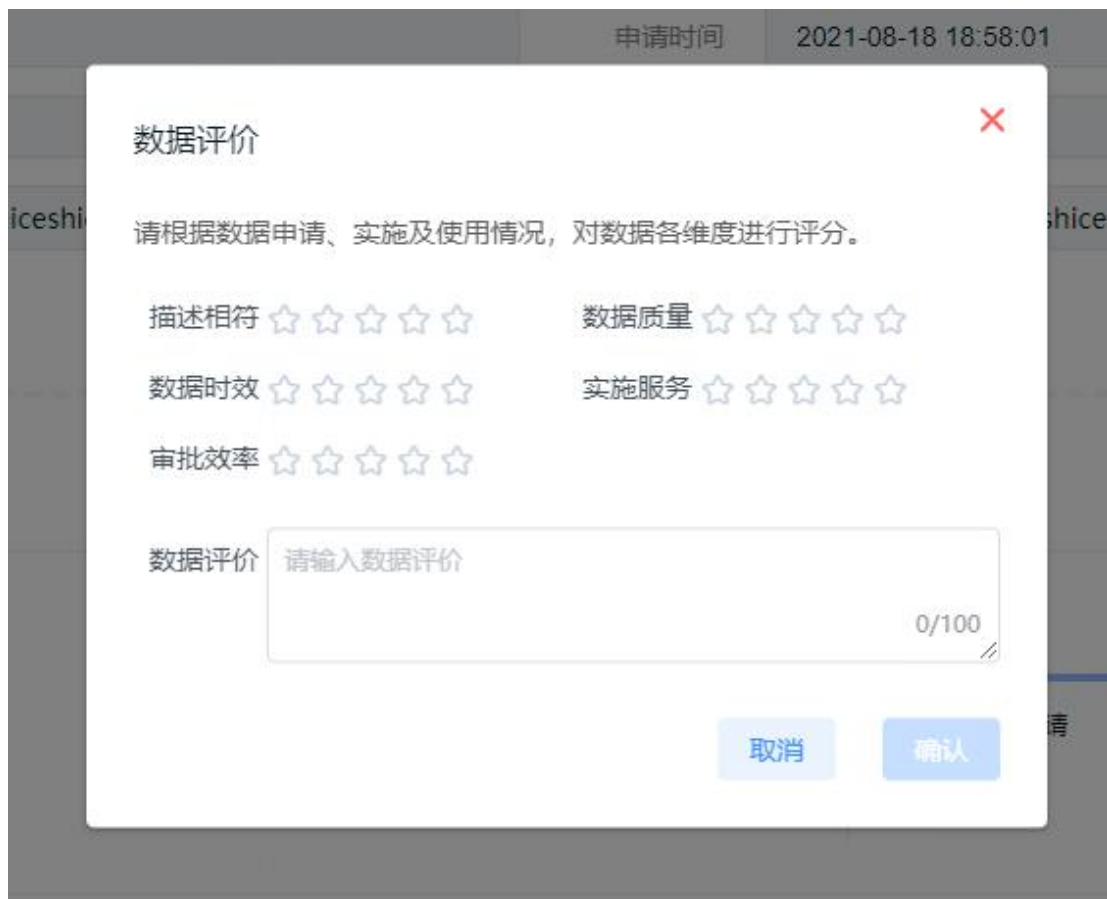 申请时间 2021-08-18 18:58:01
数据评价
iceshi
shice
请根据数据申请、实施及使用情况，对数据各维度进行评分。
描述相符 数据质量
数据时效 实施服务
审批效率
数据评价 请输入数据评价
0/100
请
取消 确认